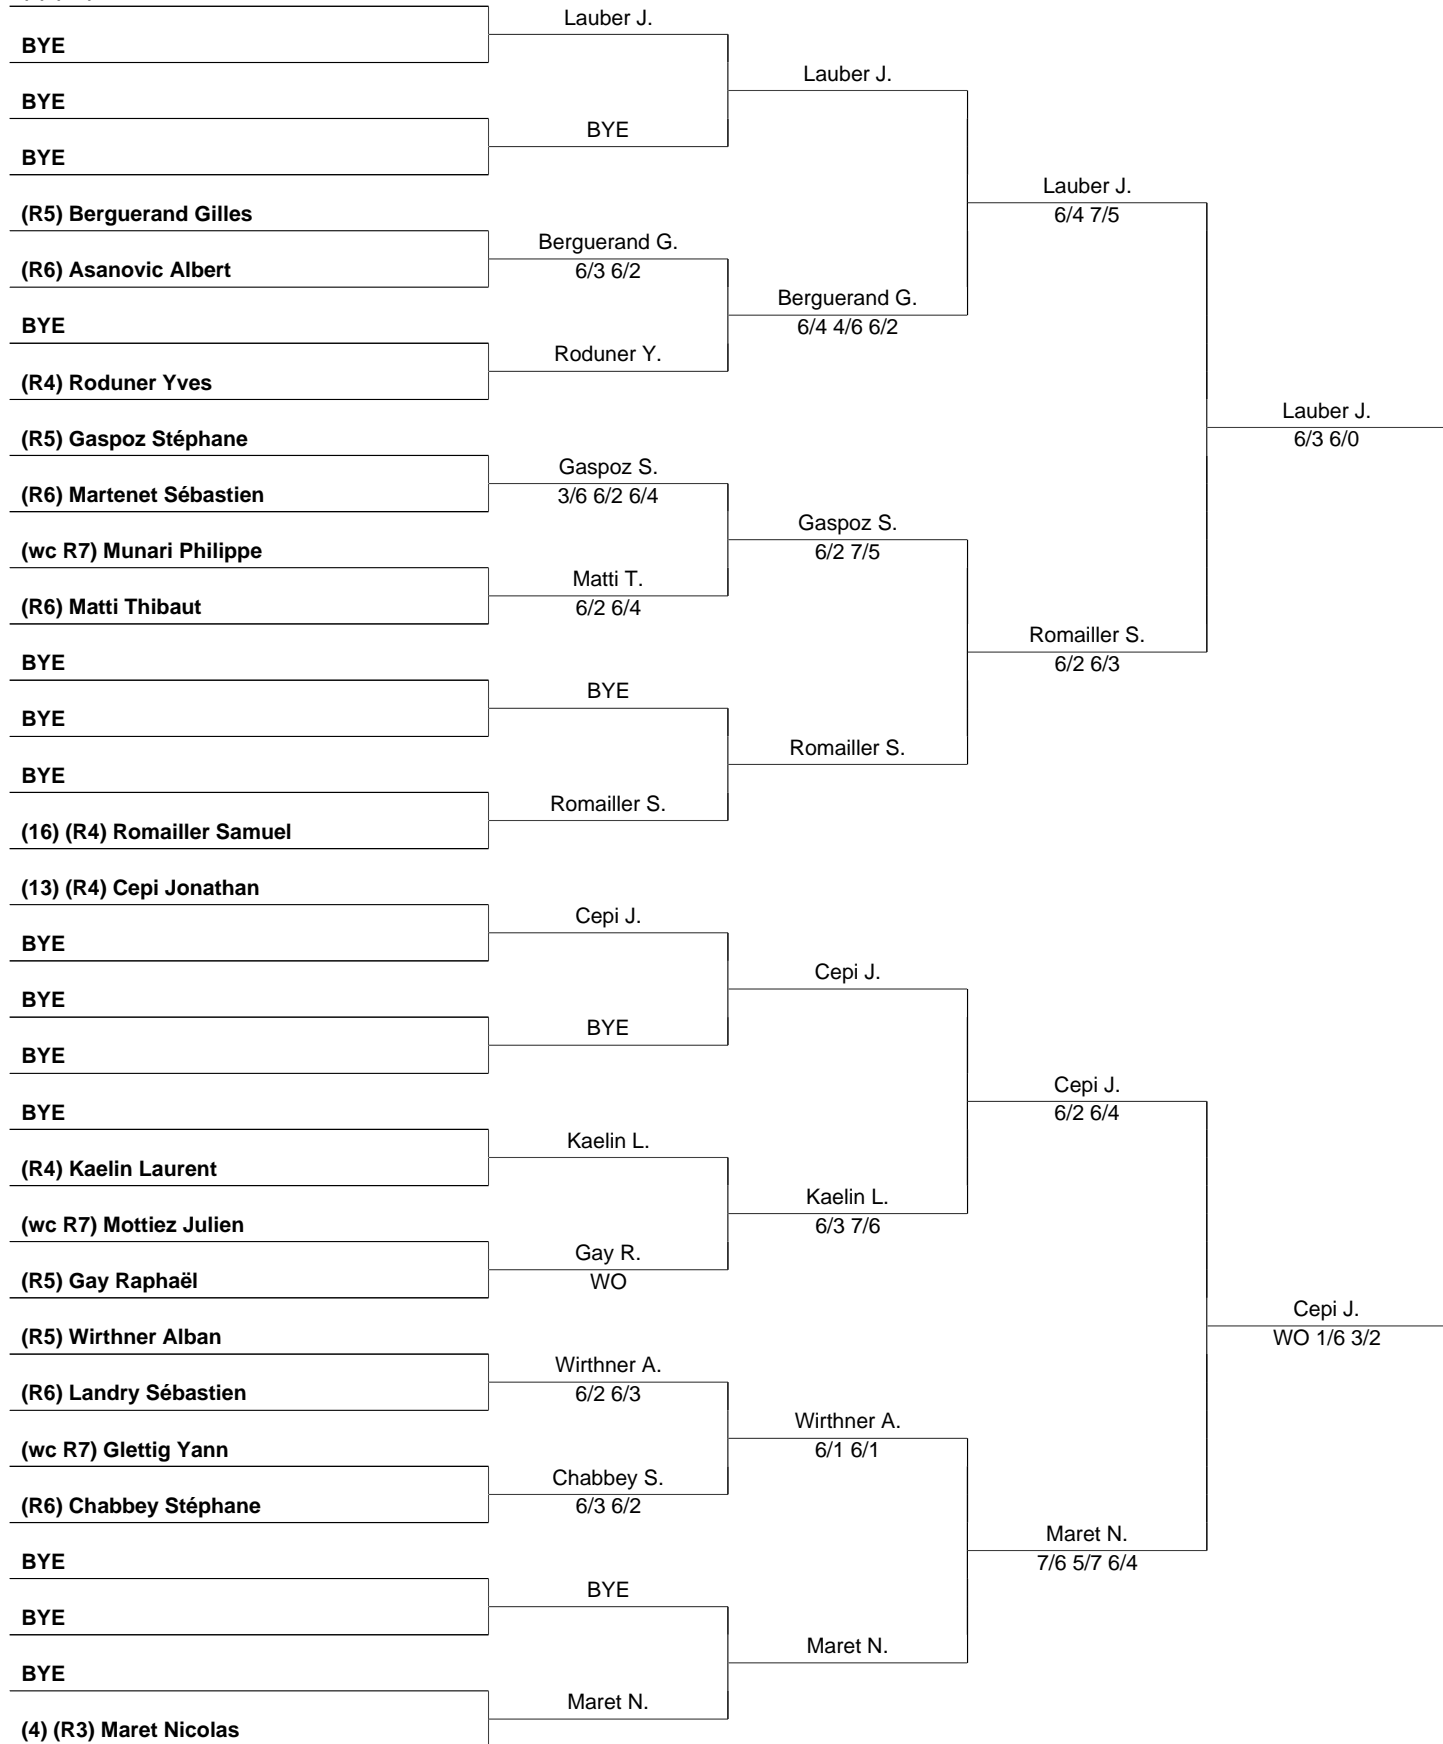 BYE
BYE
BYE
(R5) Berguerand Gilles
(R6) Asanovic Albert
BYE
(R4) Roduner Yves
(R5) Gaspoz Stéphane
(R6) Martenet Sébastien
(wc R7) Munari Philippe
(R6) Matti Thibaut
BYE
BYE
BYE
(16) (R4) Romailler Samuel
(13) (R4) Cepi Jonathan
BYE
BYE
BYE
BYE
(R4) Kaelin Laurent
(wc R7) Mottiez Julien
(R5) Gay Raphaël
(R5) Wirthner Alban
(R6) Landry Sébastien
(wc R7) Glettig Yann
(R6) Chabbey Stéphane
BYE
BYE
BYE
(4) (R3) Maret Nicolas
Lauber J.
BYE
Berguerand G.
6/3 6/2
Roduner Y.
Gaspoz S.
3/6 6/2 6/4
Matti T.
6/2 6/4
BYE
Romailler S.
Cepi J.
BYE
Kaelin L.
Gay R.
WO
Wirthner A.
6/2 6/3
Chabbey S.
6/3 6/2
BYE
Maret N.
Lauber J.
Berguerand G.
6/4 4/6 6/2
Gaspoz S.
6/2 7/5
Romailler S.
Cepi J.
Kaelin L.
6/3 7/6
Wirthner A.
6/1 6/1
Maret N.
Lauber J.
6/4 7/5
Romailler S.
6/2 6/3
Cepi J.
6/2 6/4
Maret N.
7/6 5/7 6/4
Lauber J.
6/3 6/0
Cepi J.
WO 1/6 3/2